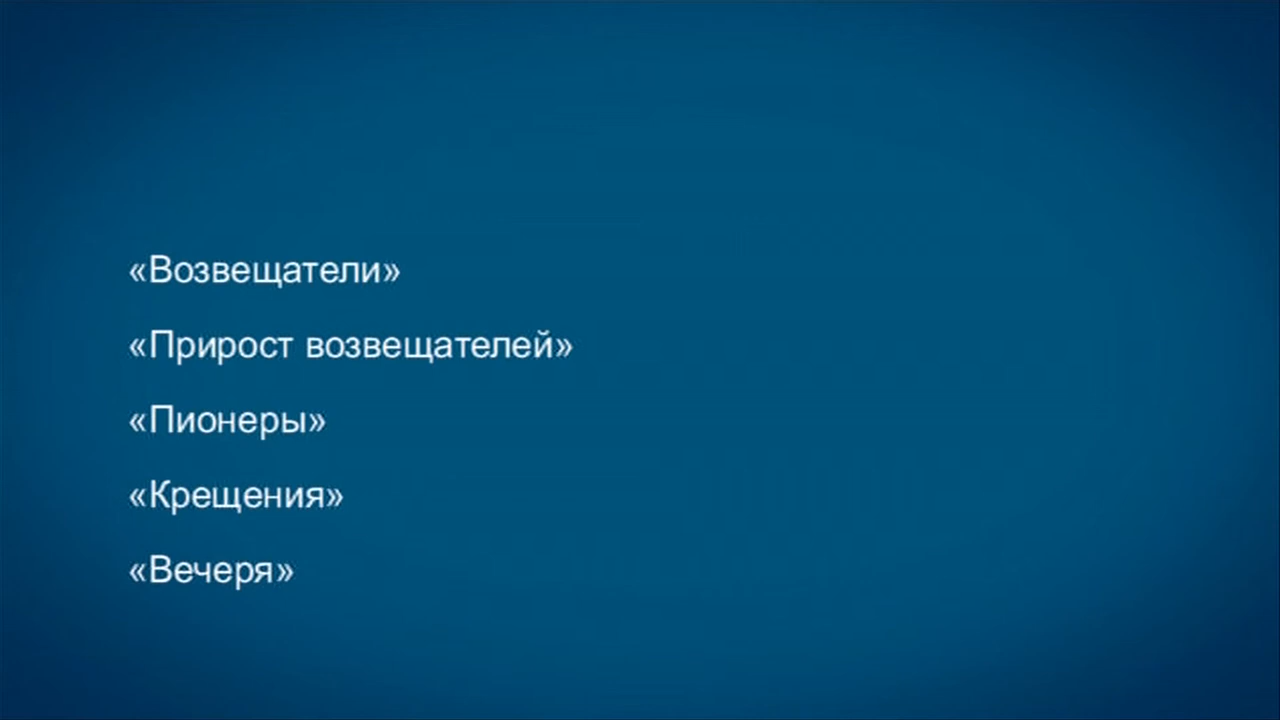 «Возвещатели»
«Прирост возвещателей»
«Пионеры»
«Крещения»
«Вечеря»